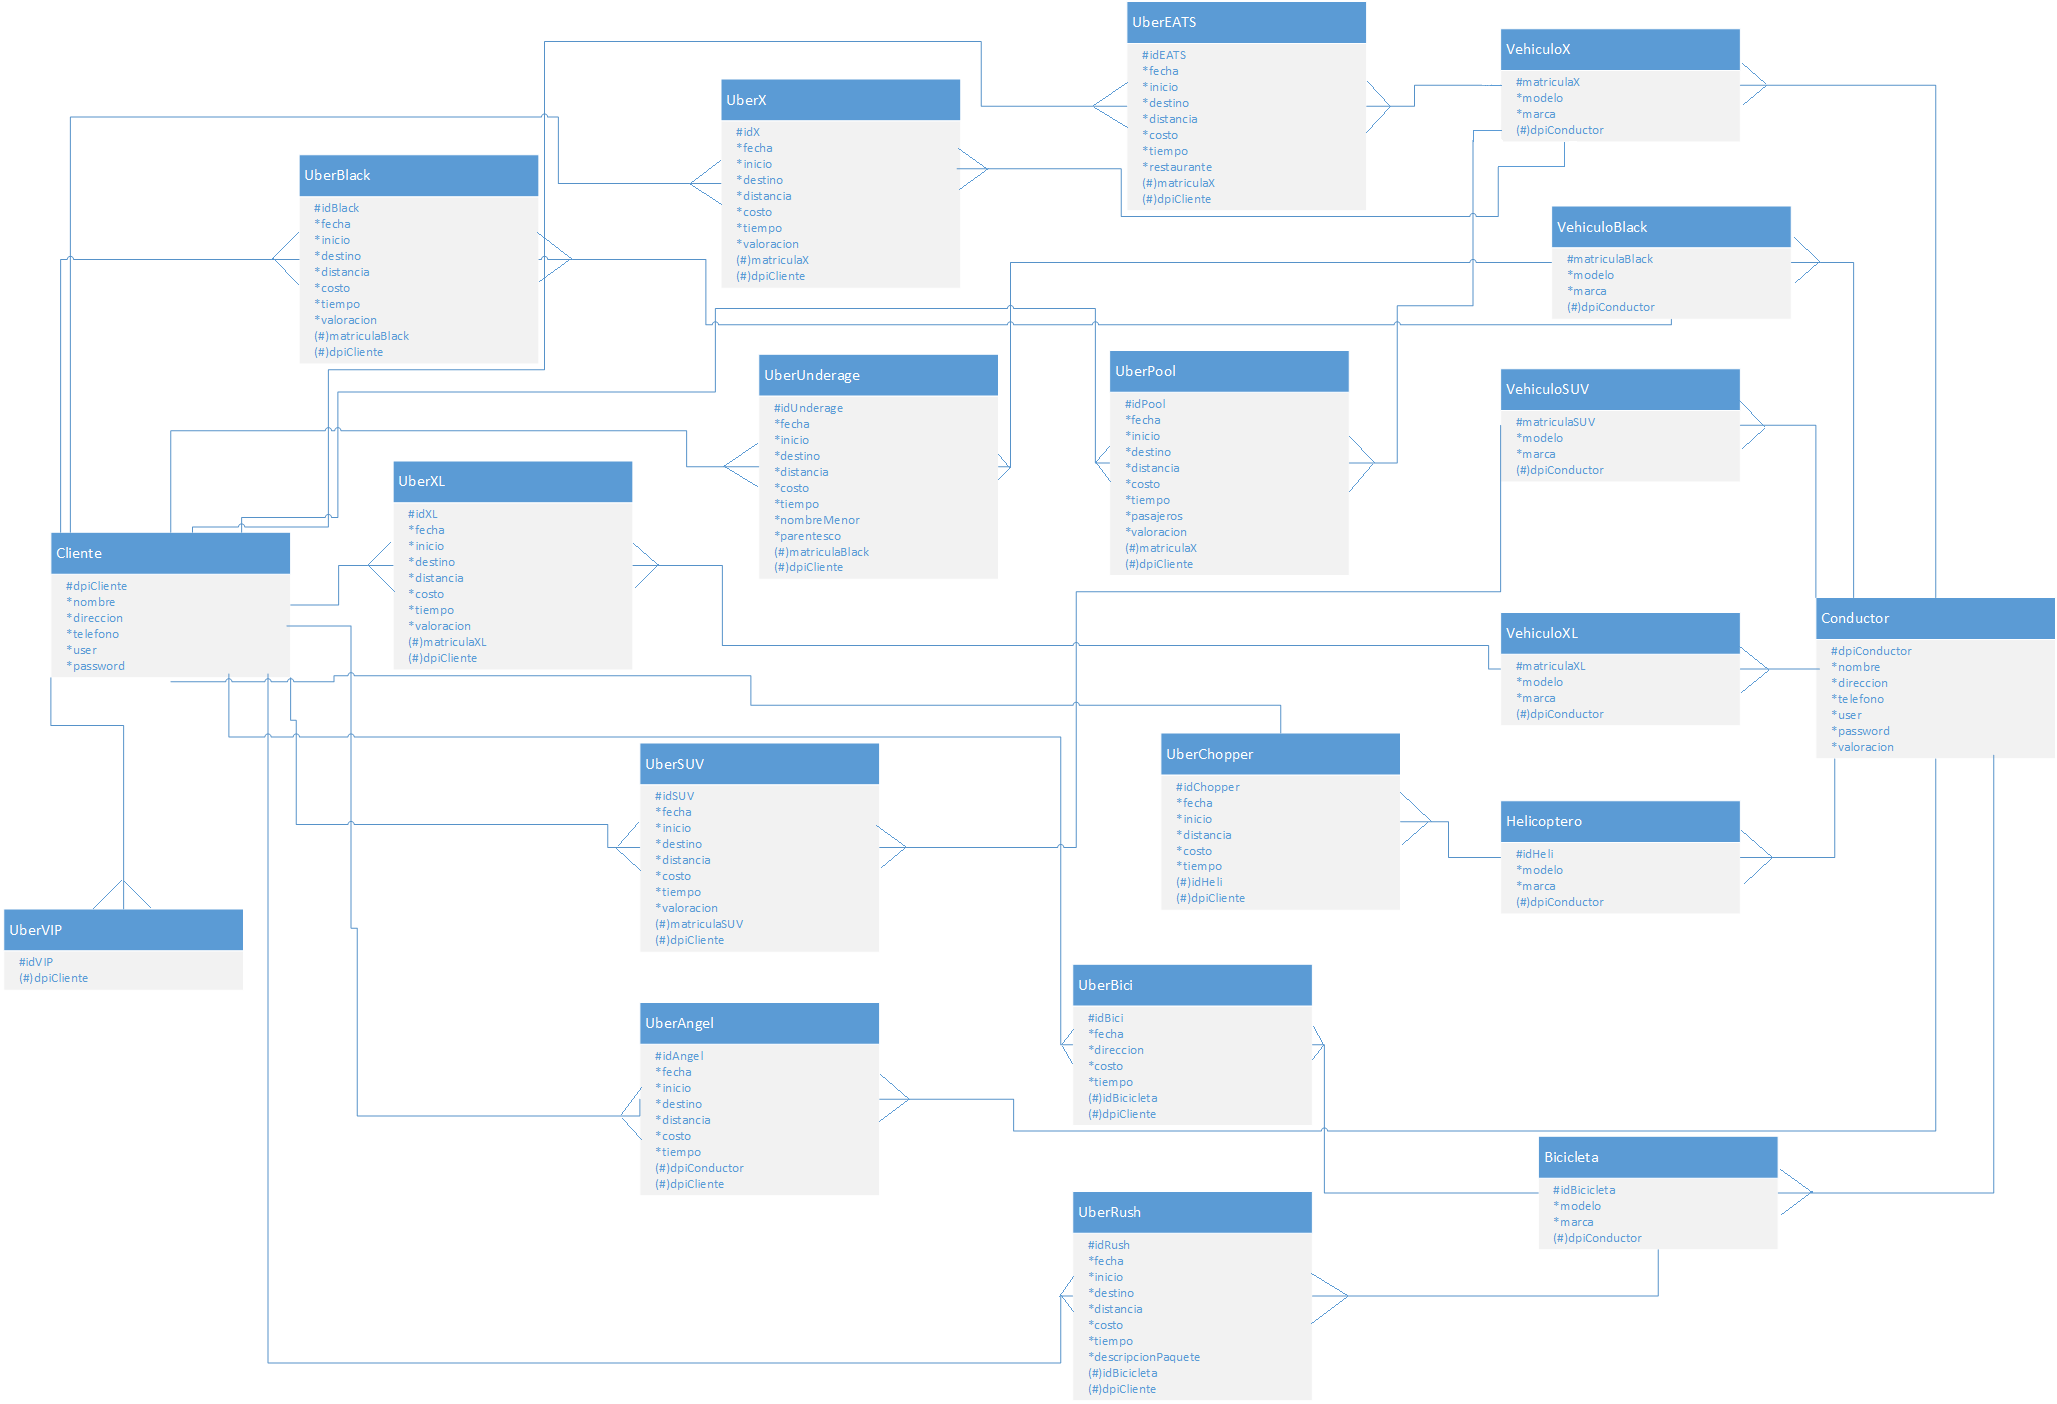 UberEATS
#idEATS
*fecha
*inicio
*destino
*distancia
*costo
*tiempo
*restaurante
(#)matriculaX
(#)dpiCliente
VehiculoX
#matriculaX
*modelo
*marca
(#)dpiConductor
UberX
#idX
*fecha
*inicio
*destino
*distancia
*costo
*tiempo
*valoracion
(#)matriculaX
(#)dpiCliente
UberBlack
#idBlack
*fecha
*inicio
*destino
*distancia
*costo
*tiempo
*valoracion
(#)matriculaBlack
(#)dpiCliente
VehiculoBlack
#matriculaBlack
*modelo
*marca
(#)dpiConductor
UberUnderage
#idUnderage
*fecha
*inicio
*destino
*distancia
*costo
*tiempo
*nombreMenor
*parentesco
(#)matriculaBlack
(#)dpiCliente
UberPool
#idPool
*fecha
*inicio
*destino
*distancia
*costo
*tiempo
*pasajeros
*valoracion
(#)matriculaX
(#)dpiCliente
VehiculoSUV
#matriculaSUV
*modelo
*marca
(#)dpiConductor
UberXL
#idXL
*fecha
*inicio
*destino
*distancia
*costo
*tiempo
*valoracion
(#)matriculaXL
(#)dpiCliente
Cliente
#dpiCliente
*nombre
*direccion
*telefono
*user
*password
VehiculoXL
#matriculaXL
*modelo
*marca
(#)dpiConductor
Conductor
#dpiConductor
*nombre
*direccion
*telefono
*user
*password
*valoracion
UberSUV
#idSUV
*fecha
*inicio
*destino
*distancia
*costo
*tiempo
*valoracion
(#)matriculaSUV
(#)dpiCliente
UberChopper
#idChopper
*fecha
*inicio
*distancia
*costo
*tiempo
(#)idHeli
(#)dpiCliente
Helicoptero
#idHeli
*modelo
*marca
(#)dpiConductor
UberVIP
#idVIP
(#)dpiCliente
UberAngel
#idAngel
*fecha
*inicio
*destino
*distancia
*costo
*tiempo
(#)dpiConductor
(#)dpiCliente
UberBici
#idBici
*fecha
*direccion
*costo
*tiempo
(#)idBicicleta
(#)dpiCliente
Bicicleta
#idBicicleta
*modelo
*marca
(#)dpiConductor
UberRush
#idRush
*fecha
*inicio
*destino
*distancia
*costo
*tiempo
*descripcionPaquete
(#)idBicicleta
(#)dpiCliente